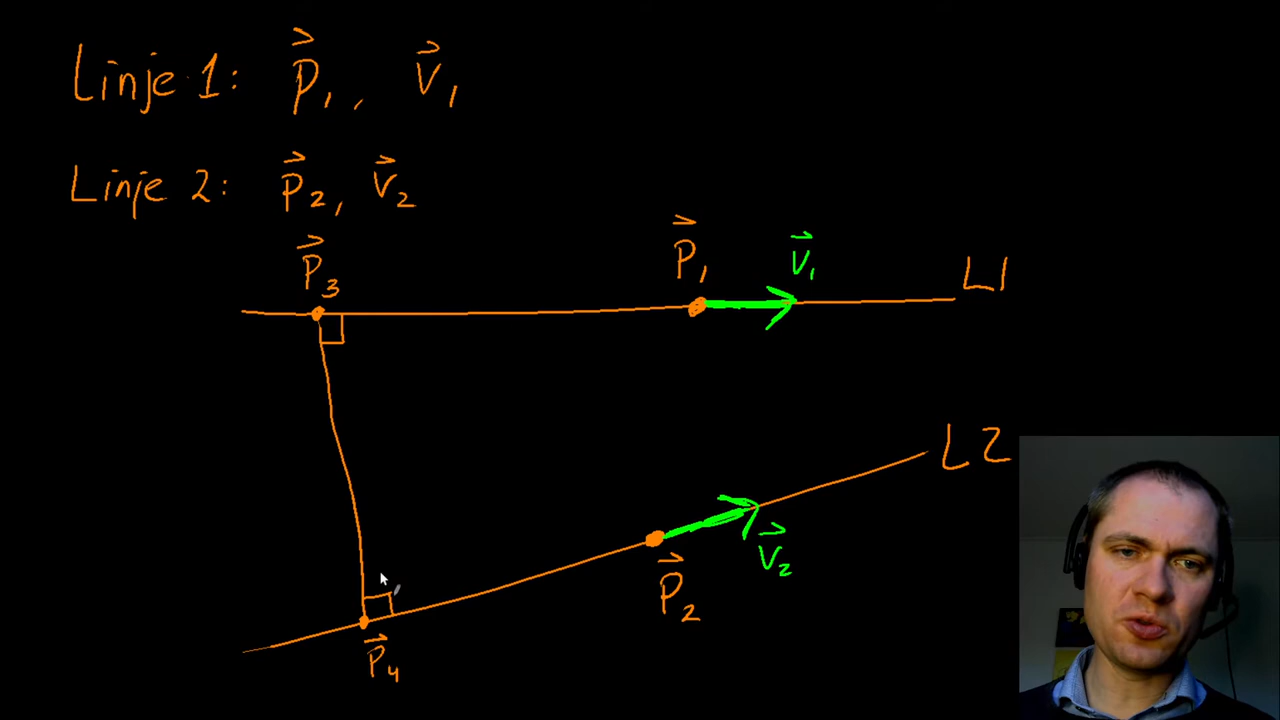 Linje 1: p⃗₁, v⃗₁
Linje 2: p⃗₂, v⃗₂
p⃗₃
p⃗₁
v⃗₁
L1
L2
v⃗₂
p⃗₂
p⃗₄